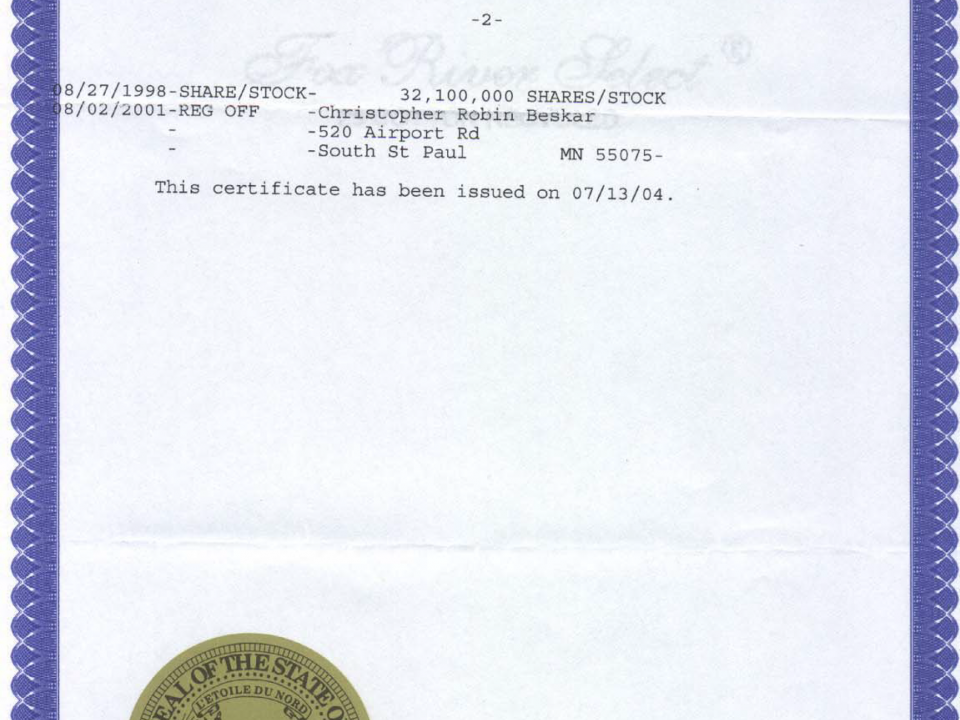 -2-
Fox River Select ®
08/27/1998-SHARE/STOCK- 32,100,000 SHARES/STOCK
08/02/2001-REG OFF -Christopher Robin Beskar
- -520 Airport Rd
- -South St Paul MN 55075-
This certificate has been issued on 07/13/04.
EAL OF THE STATE O
L'ETOILE DU NORD